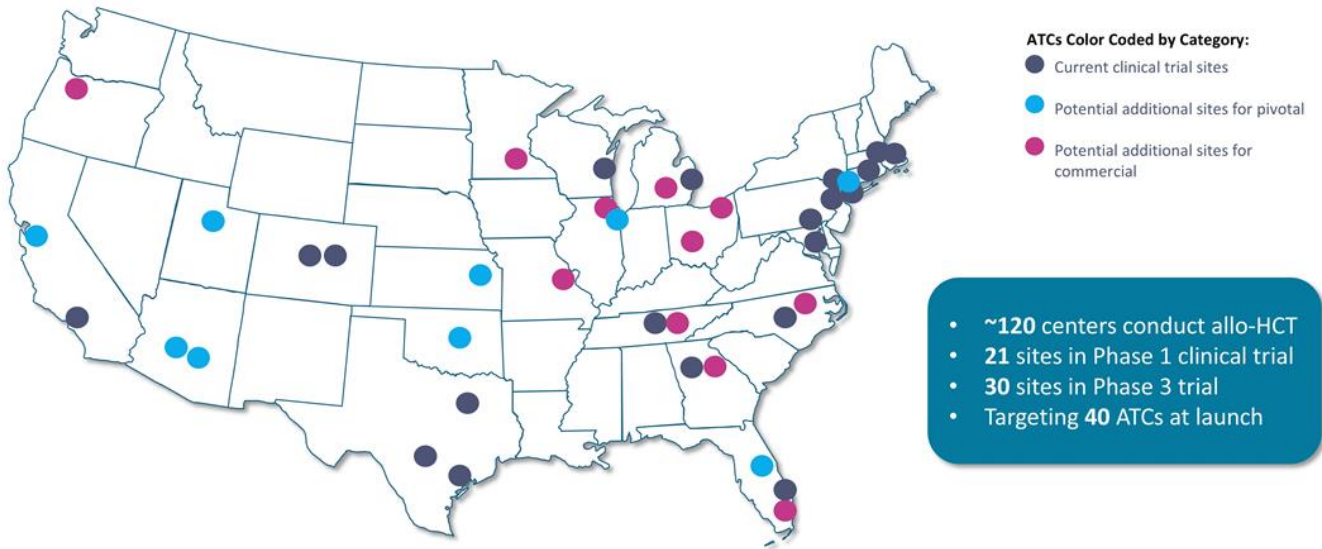 ATCs Color Coded by Category:
Current clinical trial sites
Potential additional sites for pivotal
Potential additional sites for
commercial
• ~120 centers conduct allo-HCT
• 21 sites in Phase 1 clinical trial
• 30 sites in Phase 3 trial
• Targeting 40 ATCs at launch